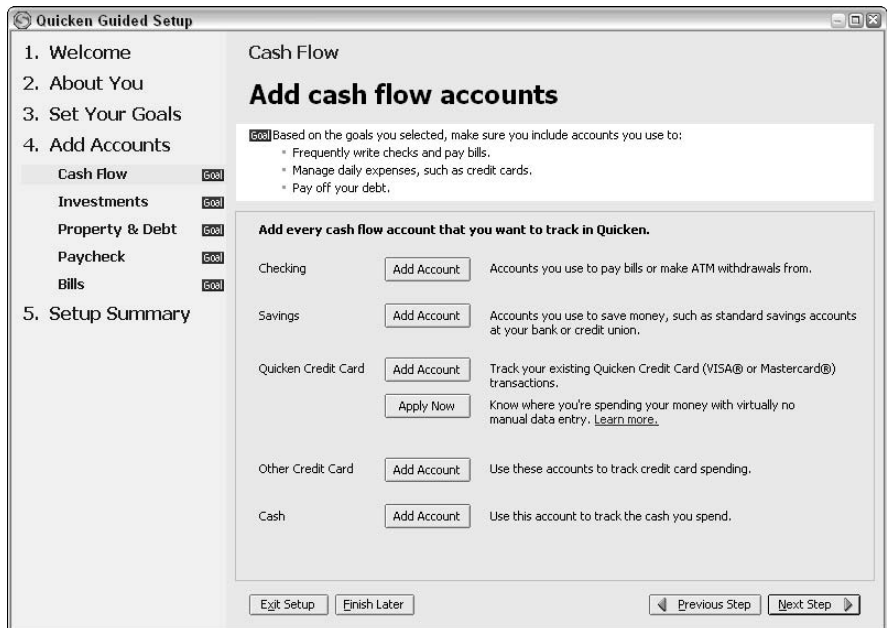 Quicken Guided Setup
1. Welcome
2. About You
3. Set Your Goals
4. Add Accounts
Cash Flow Goal
Investments Goal
Property & Debt Goal
Paycheck Goal
Bills Goal
5. Setup Summary
Cash Flow
Add cash flow accounts
Goal Based on the goals you selected, make sure you include accounts you use to:
Frequently write checks and pay bills.
Manage daily expenses, such as credit cards.
Pay off your debt.
Add every cash flow account that you want to track in Quicken.
Checking Add Account Accounts you use to pay bills or make ATM withdrawals from.
Savings Add Account Accounts you use to save money, such as standard savings accounts
at your bank or credit union.
Quicken Credit Card Add Account Track your existing Quicken Credit Card (VISA® or Mastercard®)
transactions.
Apply Now Know where you're spending your money with virtually no
manual data entry. Learn more.
Other Credit Card Add Account Use these accounts to track credit card spending.
Cash Add Account Use this account to track the cash you spend.
Exit Setup Finish Later Previous Step Next Step